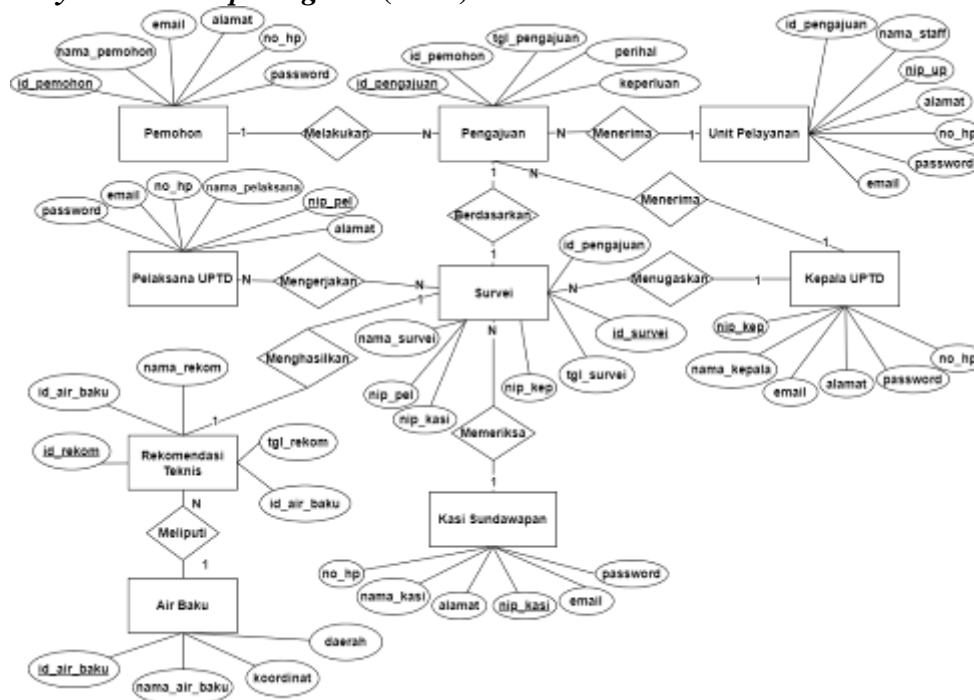 email
alamat
nama_pemohon
no_hp
id_pemohon
password
Pemohon
1
Melakukan
N
id_pemohon
tgl_pengajuan
perihal
id_pengajuan
keperluan
Pengajuan
N
Menerima
1
id_pengajuan
nama_staff
nip_up
alamat
no_hp
password
email
Unit Pelayanan
1
Berdasarkan
1
N
Menerima
1
password
email
no_hp
nama_pelaksana
nip_pel
alamat
Pelaksana UPTD
N
Mengerjakan
N
Survei
id_pengajuan
id_survei
tgl_survei
nip_kep
nip_kasi
nip_pel
nama_survei
N
Menugaskan
1
Kepala UPTD
nip_kep
nama_kepala
email
alamat
password
no_hp
1
Menghasilkan
1
nama_rekom
id_air_baku
id_rekom
Rekomendasi
Teknis
tgl_rekom
id_air_baku
N
Memeriksa
1
Kasi Sundawapan
no_hp
nama_kasi
alamat
nip_kasi
email
password
N
Meliputi
1
Air Baku
id_air_baku
nama_air_baku
koordinat
daerah